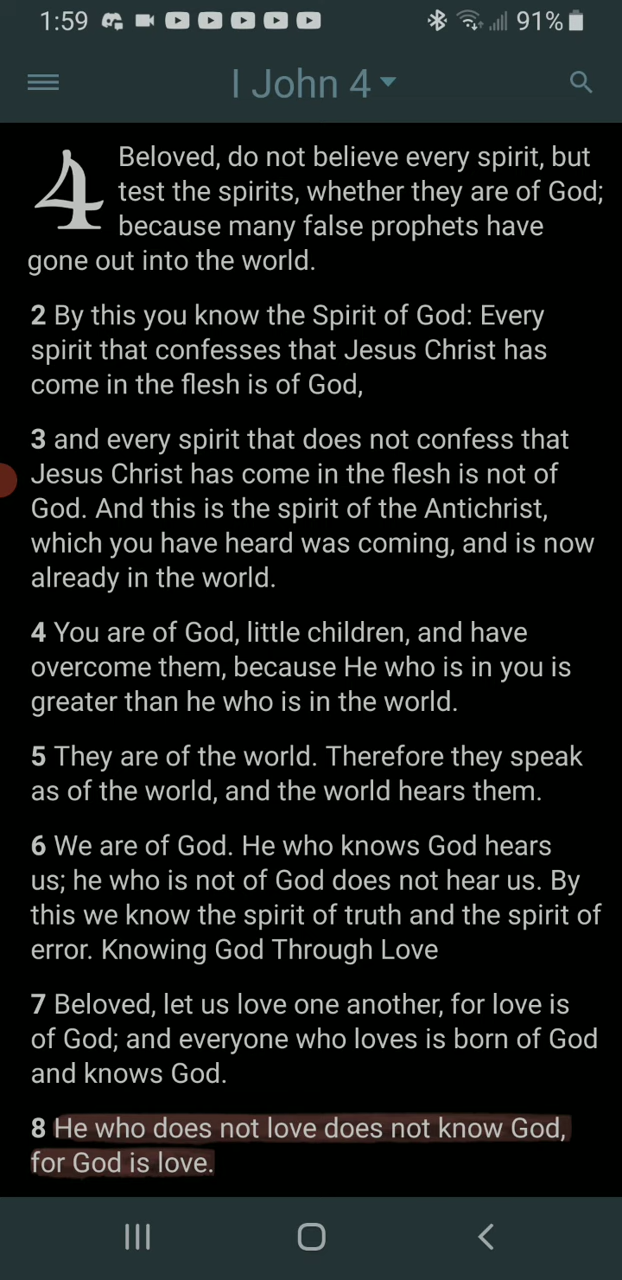 1:59 91%
I John 4
4 Beloved, do not believe every spirit, but
test the spirits, whether they are of God;
because many false prophets have
gone out into the world.
2 By this you know the Spirit of God: Every
spirit that confesses that Jesus Christ has
come in the flesh is of God,
3 and every spirit that does not confess that
Jesus Christ has come in the flesh is not of
God. And this is the spirit of the Antichrist,
which you have heard was coming, and is now
already in the world.
4 You are of God, little children, and have
overcome them, because He who is in you is
greater than he who is in the world.
5 They are of the world. Therefore they speak
as of the world, and the world hears them.
6 We are of God. He who knows God hears
us; he who is not of God does not hear us. By
this we know the spirit of truth and the spirit of
error. Knowing God Through Love
7 Beloved, let us love one another, for love is
of God; and everyone who loves is born of God
and knows God.
8 He who does not love does not know God,
for God is love.